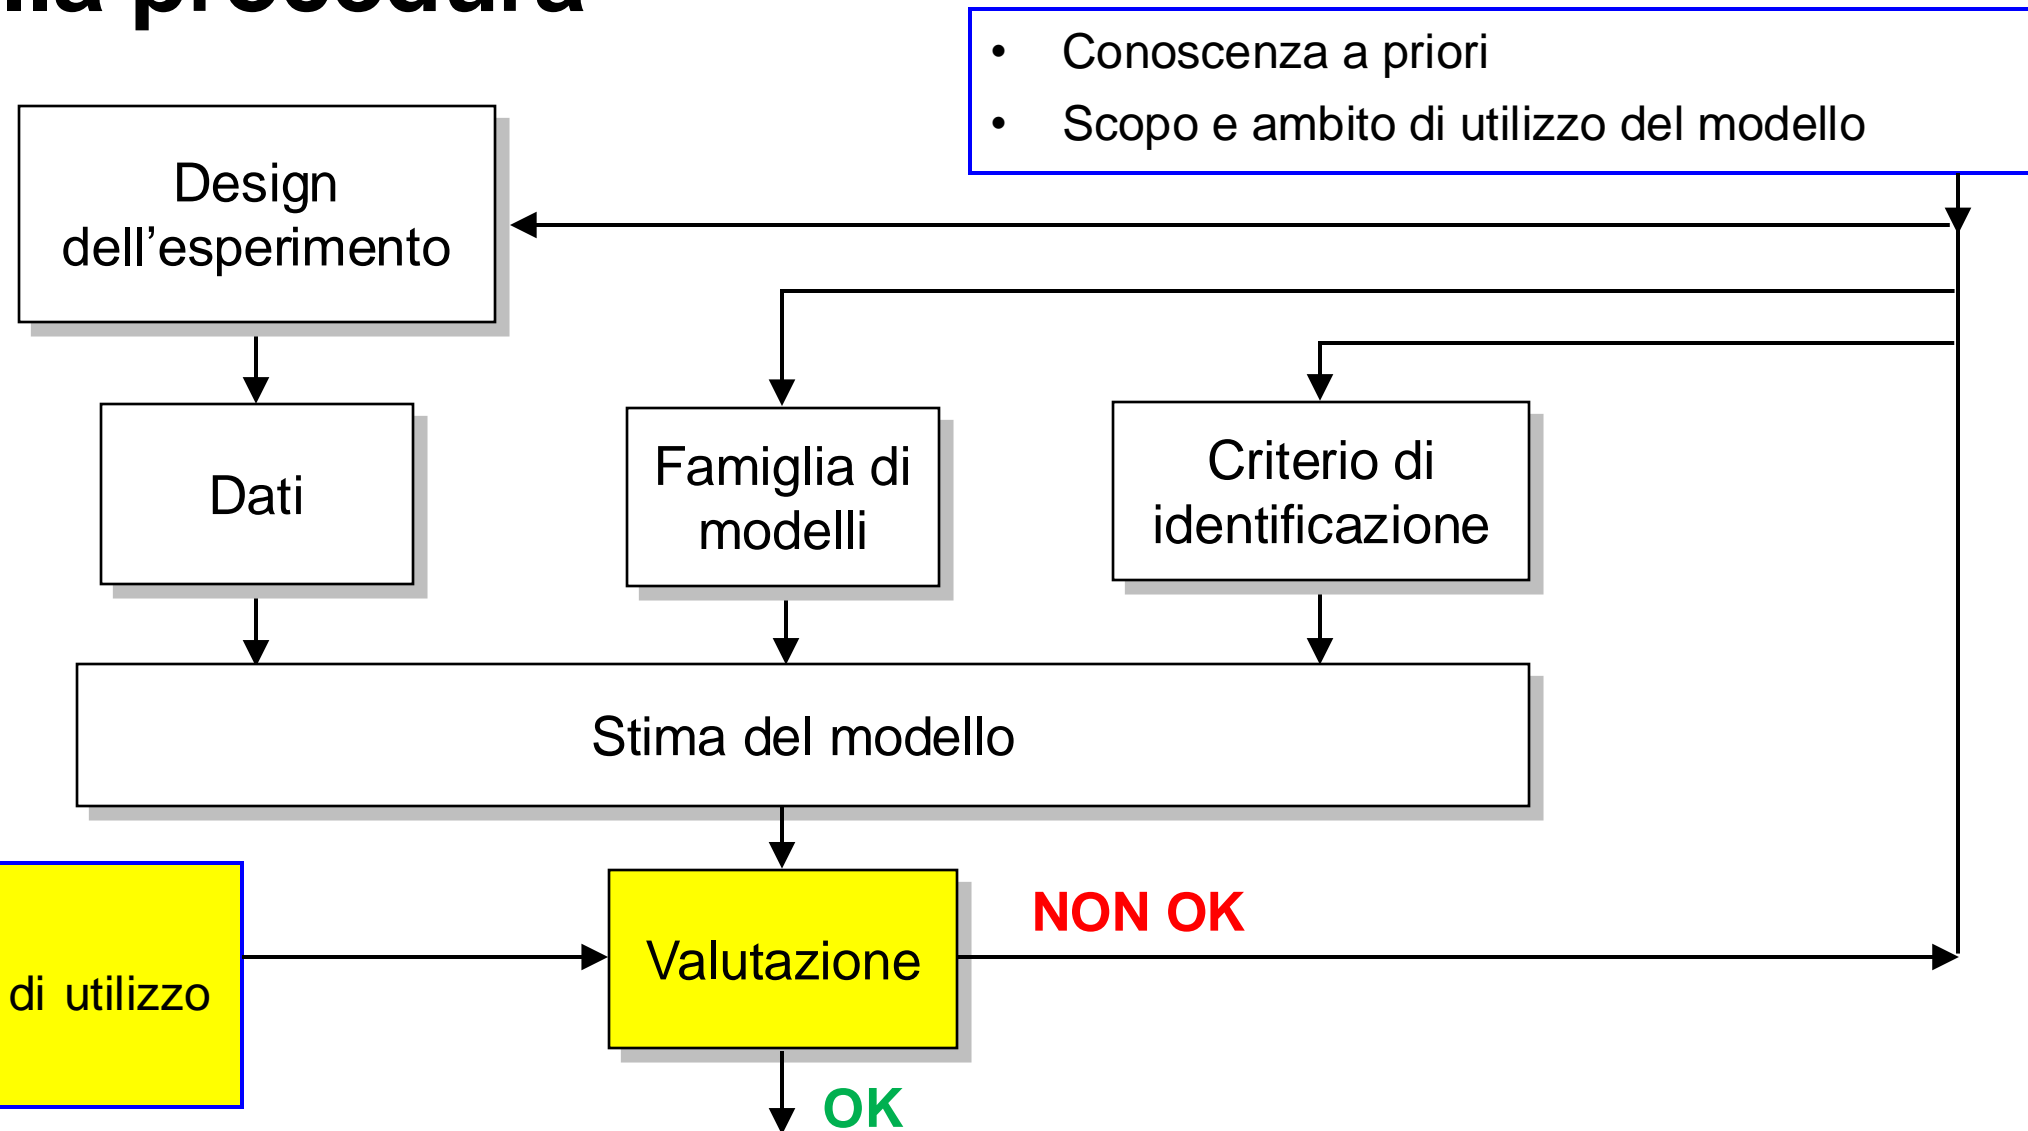 procedura
• Conoscenza a priori
• Scopo e ambito di utilizzo del modello
Design
dell'esperimento
Dati
Famiglia di
modelli
Criterio di
identificazione
Stima del modello
di utilizzo
Valutazione
NON OK
OK